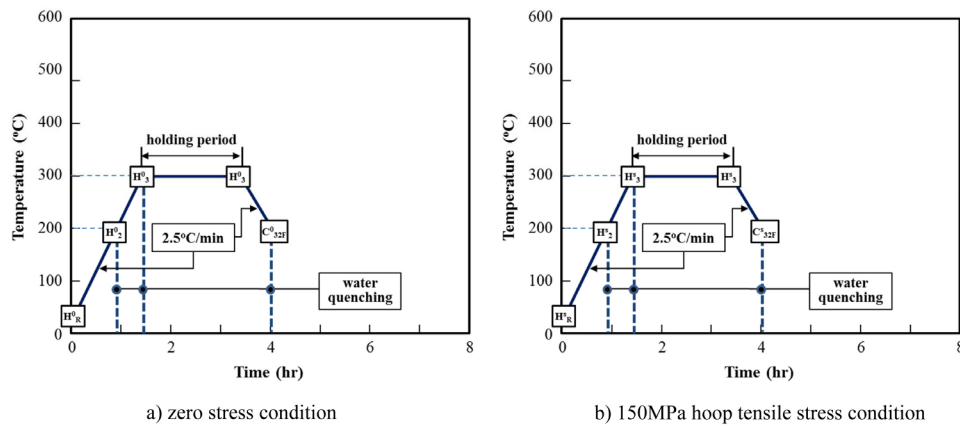 600
500
400
300
200
100
0
Temperature (°C)
holding period
H⁰₃
H⁰₃
H⁰₂
2.5°C/min
C⁰₃₂F
water
quenching
H⁰R
0
2
4
6
8
Time (hr)
a) zero stress condition
600
500
400
300
200
100
0
Temperature (°C)
holding period
Hˢ₃
Hˢ₃
Hˢ₂
2.5°C/min
Cˢ₃₂F
water
quenching
HˢR
0
2
4
6
8
Time (hr)
b) 150MPa hoop tensile stress condition